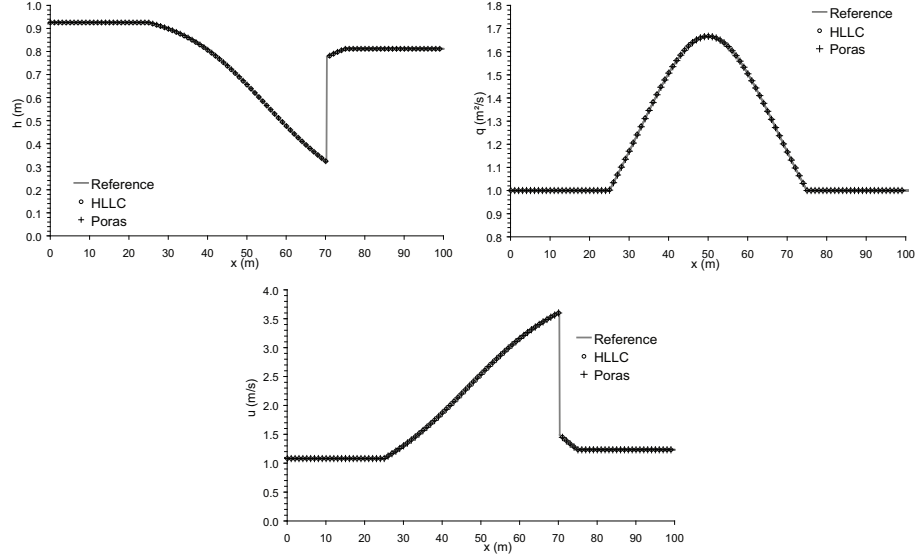 1.0
0.9
0.8
0.7
0.6
0.5
0.4
0.3
0.2
0.1
0.0
h (m)
Reference
HLLC
Poras
0 10 20 30 40 50 60 70 80 90 100
x (m)
1.8
1.7
1.6
1.5
1.4
1.3
1.2
1.1
1.0
0.9
0.8
q (m²/s)
Reference
HLLC
Poras
0 10 20 30 40 50 60 70 80 90 100
x (m)
4.0
3.5
3.0
2.5
2.0
1.5
1.0
0.5
0.0
u (m/s)
Reference
HLLC
Poras
0 10 20 30 40 50 60 70 80 90 100
x (m)